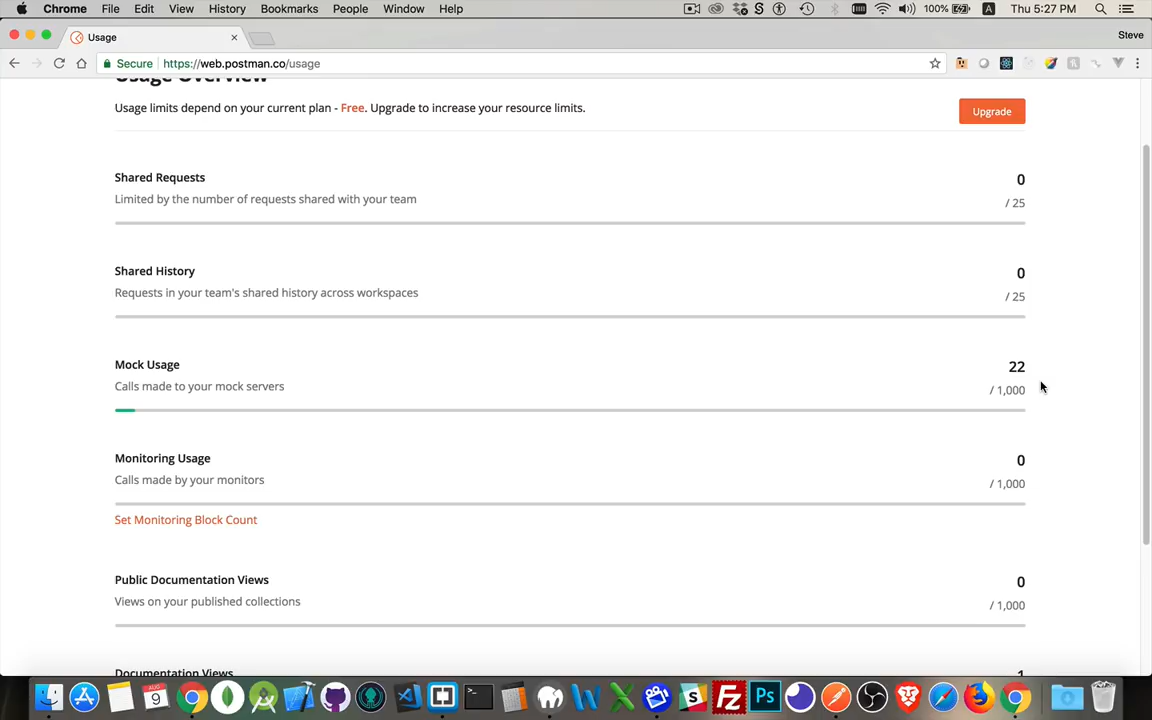 Chrome File Edit View History Bookmarks People Window Help 100% A Thu 5:27 PM
Usage Steve
Secure https://web.postman.co/usage
Usage Overview
Usage limits depend on your current plan - Free. Upgrade to increase your resource limits.
Upgrade
Shared Requests
0
Limited by the number of requests shared with your team
/ 25
Shared History
0
Requests in your team's shared history across workspaces
/ 25
Mock Usage
22
Calls made to your mock servers
/ 1,000
Monitoring Usage
0
Calls made by your monitors
/ 1,000
Set Monitoring Block Count
Public Documentation Views
0
Views on your published collections
/ 1,000
Documentation Views
1
AUG
9
Fz
Ps